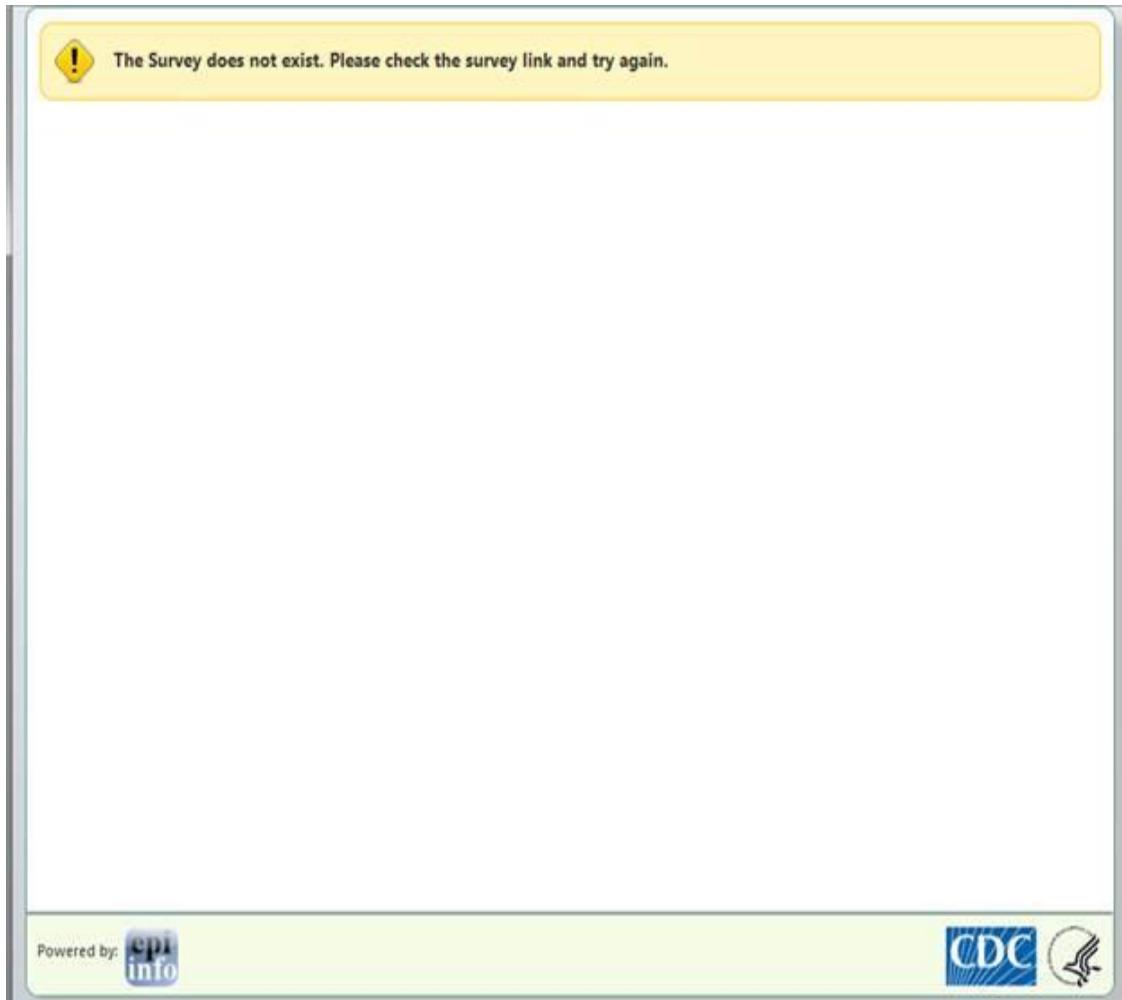 The Survey does not exist. Please check the survey link and try again.
Powered by:
epi
info
CDC